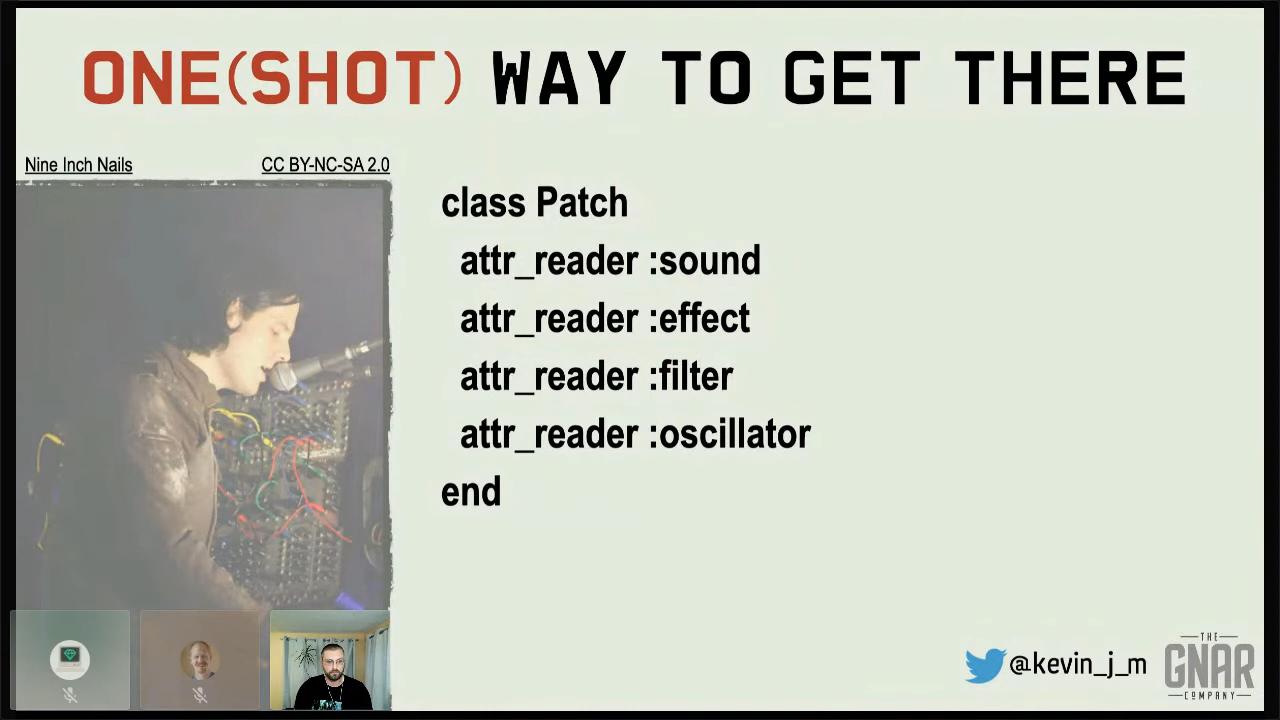 ONE(SHOT) WAY TO GET THERE
Nine Inch Nails
CC BY-NC-SA 2.0
class Patch
attr_reader :sound
attr_reader :effect
attr_reader :filter
attr_reader :oscillator
end
@kevin_j_m
THE
GNAR
COMPANY